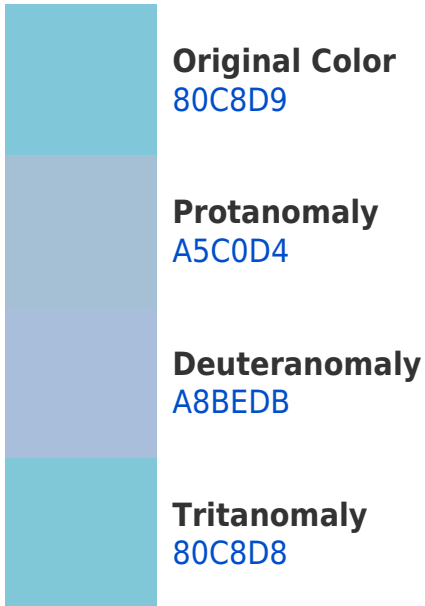 Original Color
80C8D9
Protanomaly
A5C0D4
Deuteranomaly
A8BEDB
Tritanomaly
80C8D8